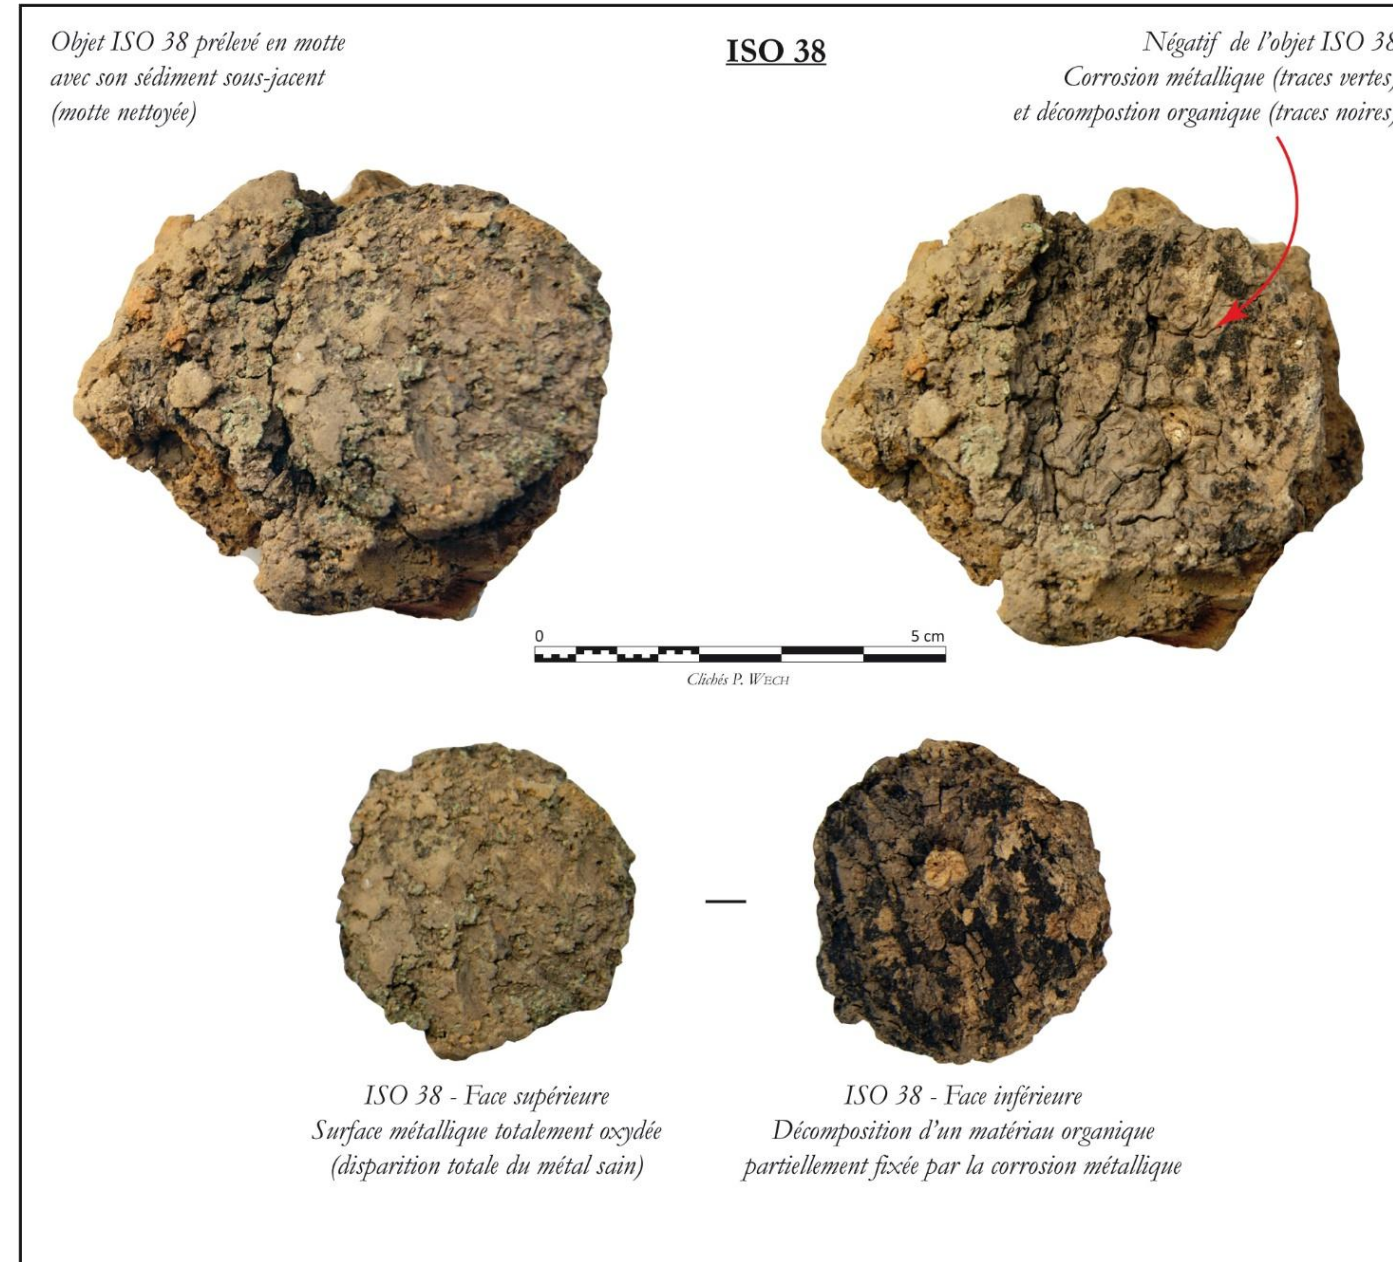 Objet ISO 38 prélevé en motte
avec son sédiment sous-jacent
(motte nettoyée)
ISO 38
Négatif de l'objet ISO 38
Corrosion métallique (traces vertes)
et décompostion organique (traces noires)
0 5 cm
Clichés P. WECH
ISO 38 - Face supérieure
Surface métallique totalement oxydée
(disparition totale du métal sain)
ISO 38 - Face inférieure
Décomposition d'un matériau organique
partiellement fixée par la corrosion métallique